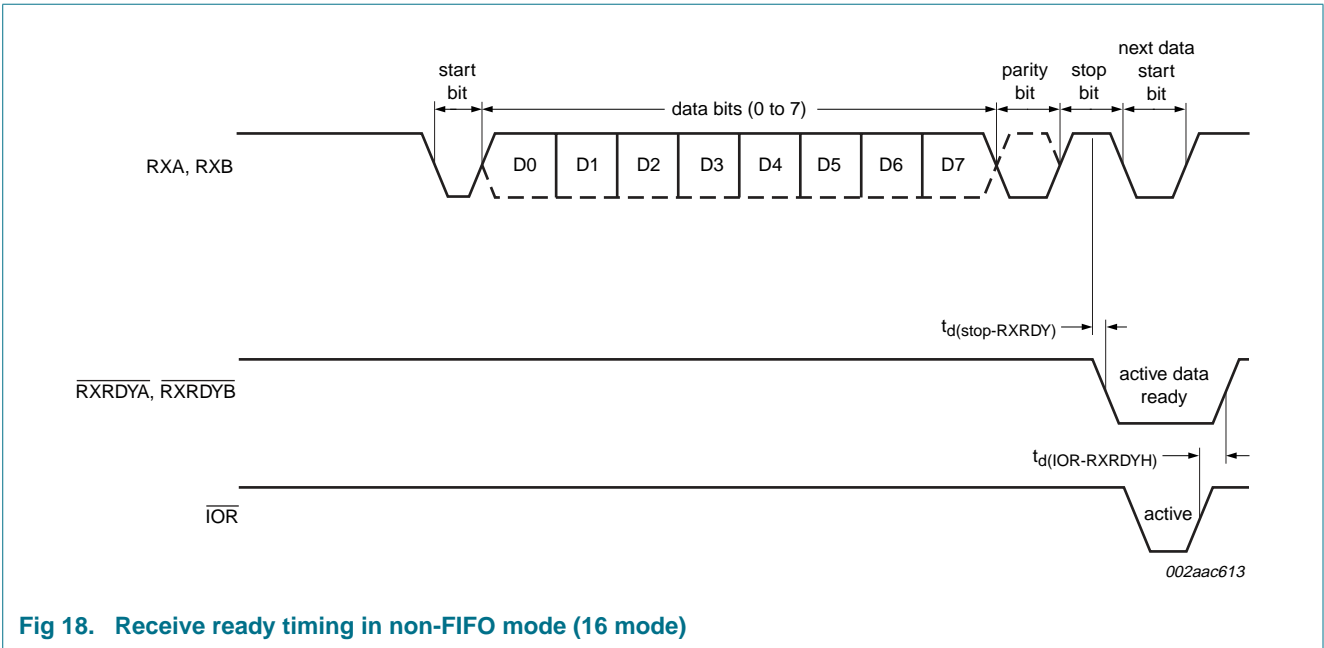 start
bit
data bits (0 to 7)
parity
bit
stop
bit
next data
start
bit
RXA, RXB
D0 D1 D2 D3 D4 D5 D6 D7
td(stop-RXRDY)
RXRDYA, RXRDYB
active data
ready
td(IOR-RXRDYH)
IOR
active
002aac613
Fig 18. Receive ready timing in non-FIFO mode (16 mode)